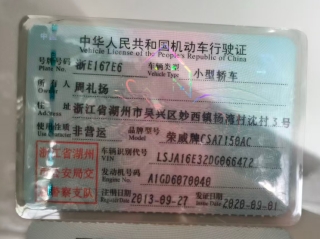 中华人民共和国机动车行驶证
Vehicle License of the People's Republic of China
号牌号码 Plate No. 浙E167E6 车辆类型 Vehicle Type 小型轿车
人 周礼扬
址 浙江省湖州市吴兴区妙西镇杨湾村沈村3号
使用性质 非营运 品牌型号 荣威牌CSA7150AC
浙江省湖州 车辆识别代号 VIN LSJA16E32DG066472
公安局交 发动机号码 Engine No. A1GD6070040
警察支队 注册日期 2013-09-27 发证日期 2020-09-01